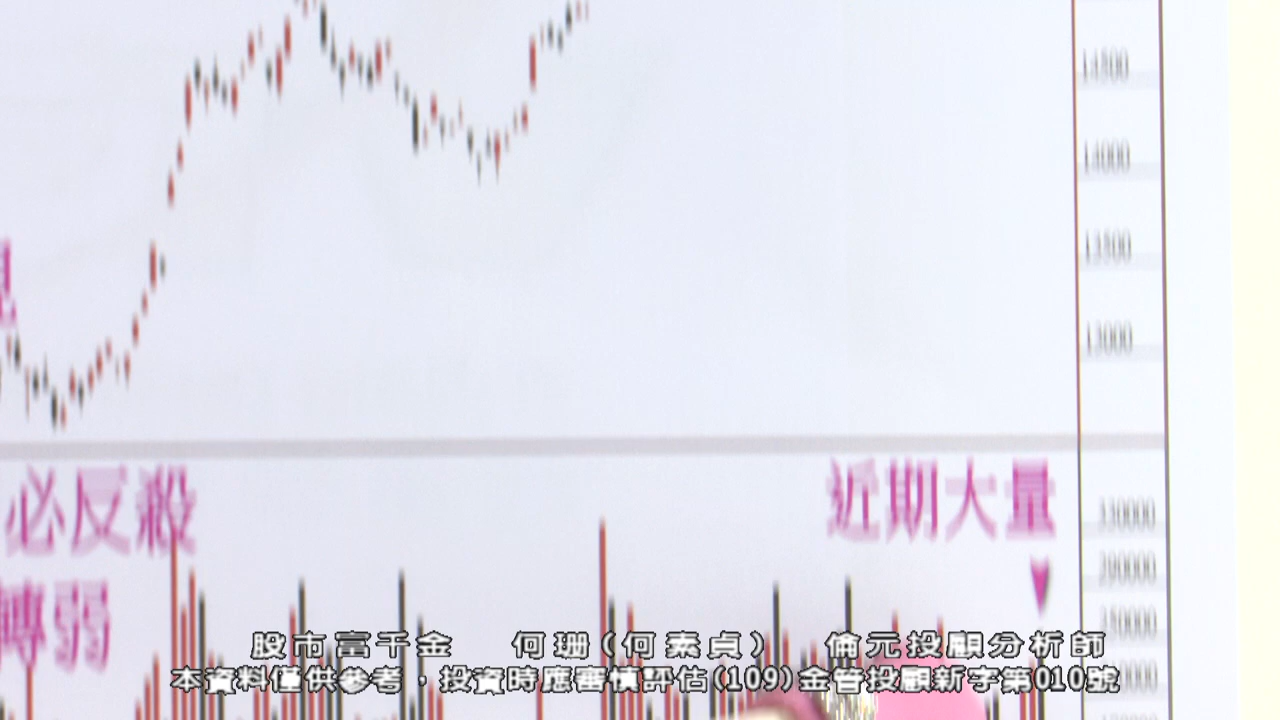 14500
14000
13500
13000
必反殺
近期大量
330000
轉弱
股市富千金 何珊(何素貞) 倫元投顧分析師
本資料僅供參考,投資時應審慎評估(109)金管投顧新字第010號